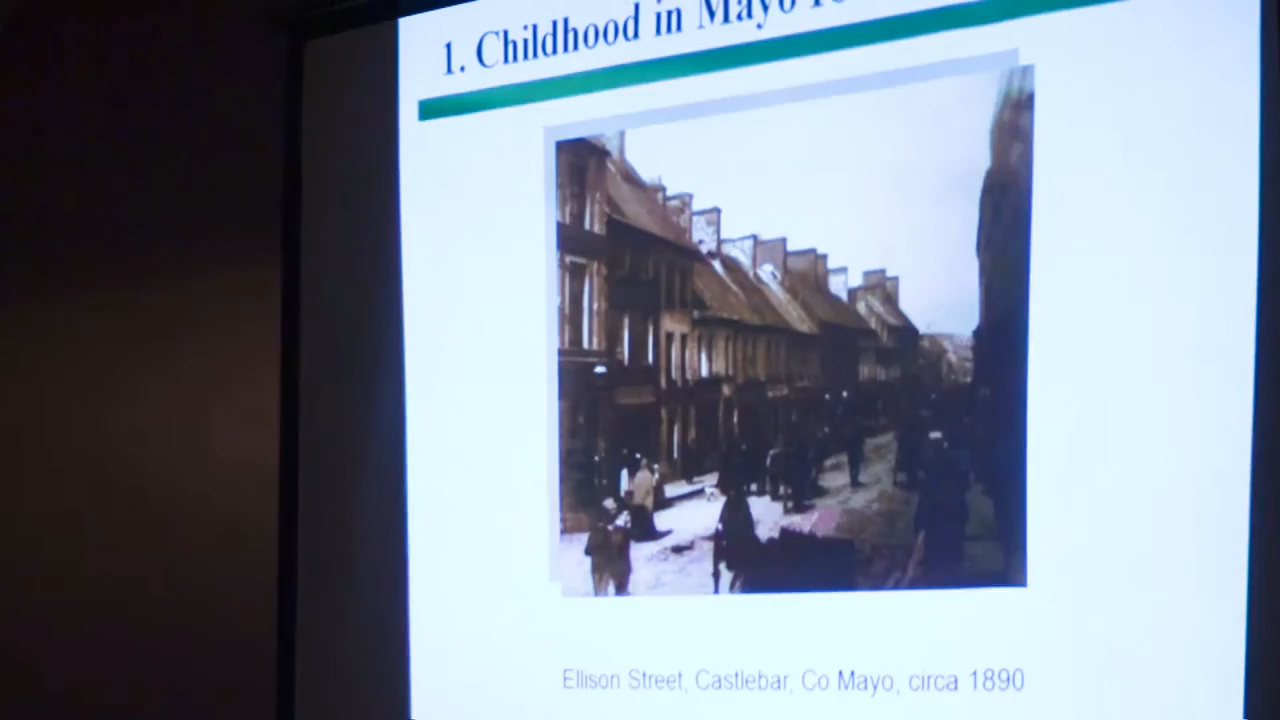 1. Childhood in Mayo
Ellison Street, Castlebar, Co Mayo, circa 1890